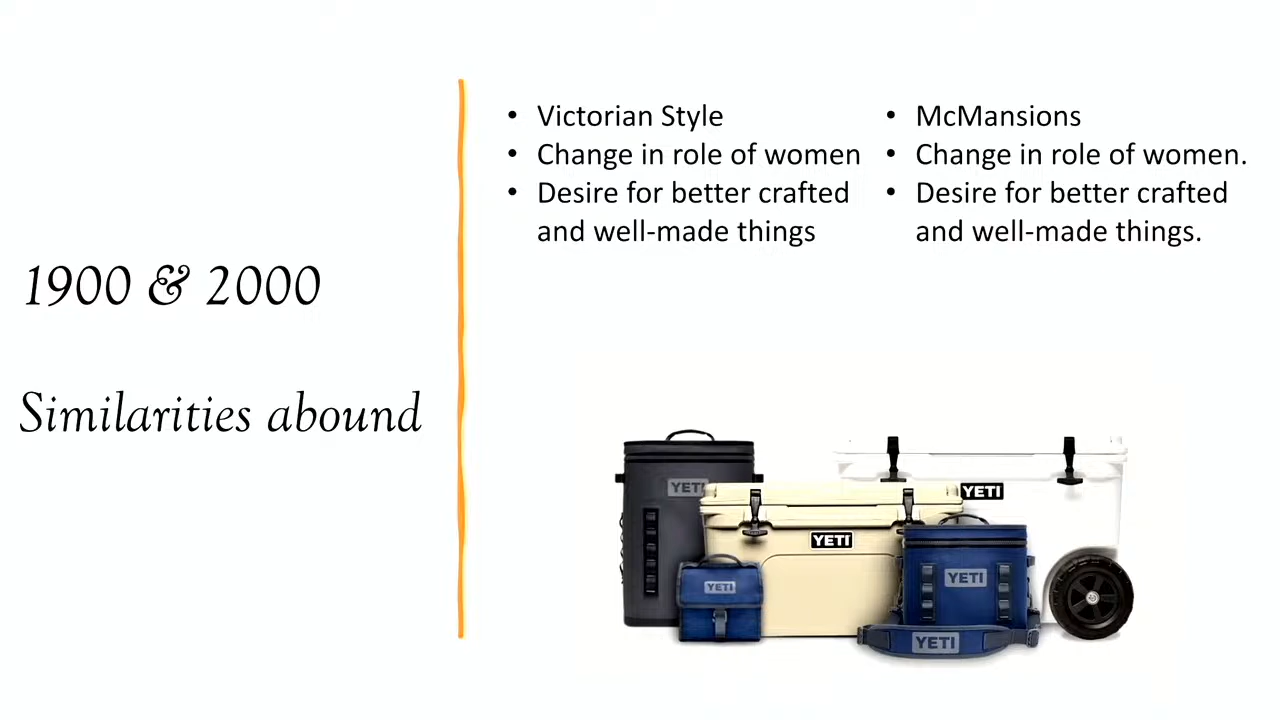 1900 & 2000
Similarities abound
• Victorian Style
• Change in role of women
• Desire for better crafted
and well-made things
• McMansions
• Change in role of women.
• Desire for better crafted
and well-made things.
YETI
YETI
YETI
YETI
YETI
YETI